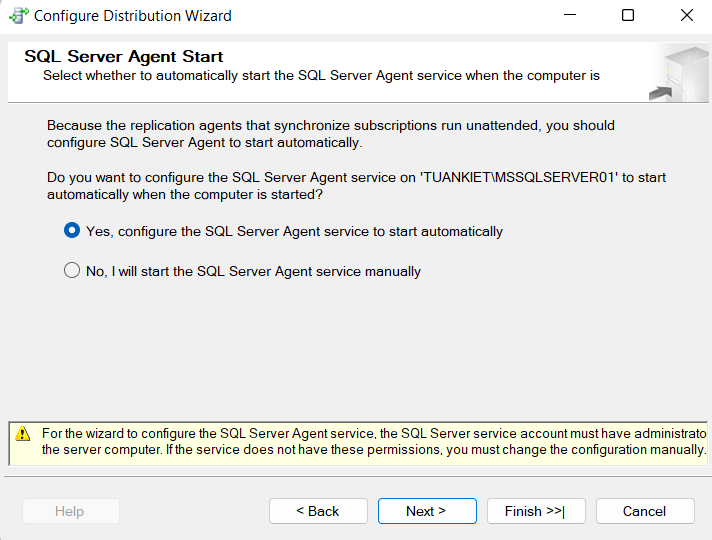 Configure Distribution Wizard
SQL Server Agent Start
Select whether to automatically start the SQL Server Agent service when the computer is
Because the replication agents that synchronize subscriptions run unattended, you should
configure SQL Server Agent to start automatically.
Do you want to configure the SQL Server Agent service on 'TUANKIET\MSSQLSERVER01' to start
automatically when the computer is started?
Yes, configure the SQL Server Agent service to start automatically
No, I will start the SQL Server Agent service manually
For the wizard to configure the SQL Server Agent service, the SQL Server service account must have administrato
the server computer. If the service does not have these permissions, you must change the configuration manually.
Help
< Back
Next >
Finish >>|
Cancel